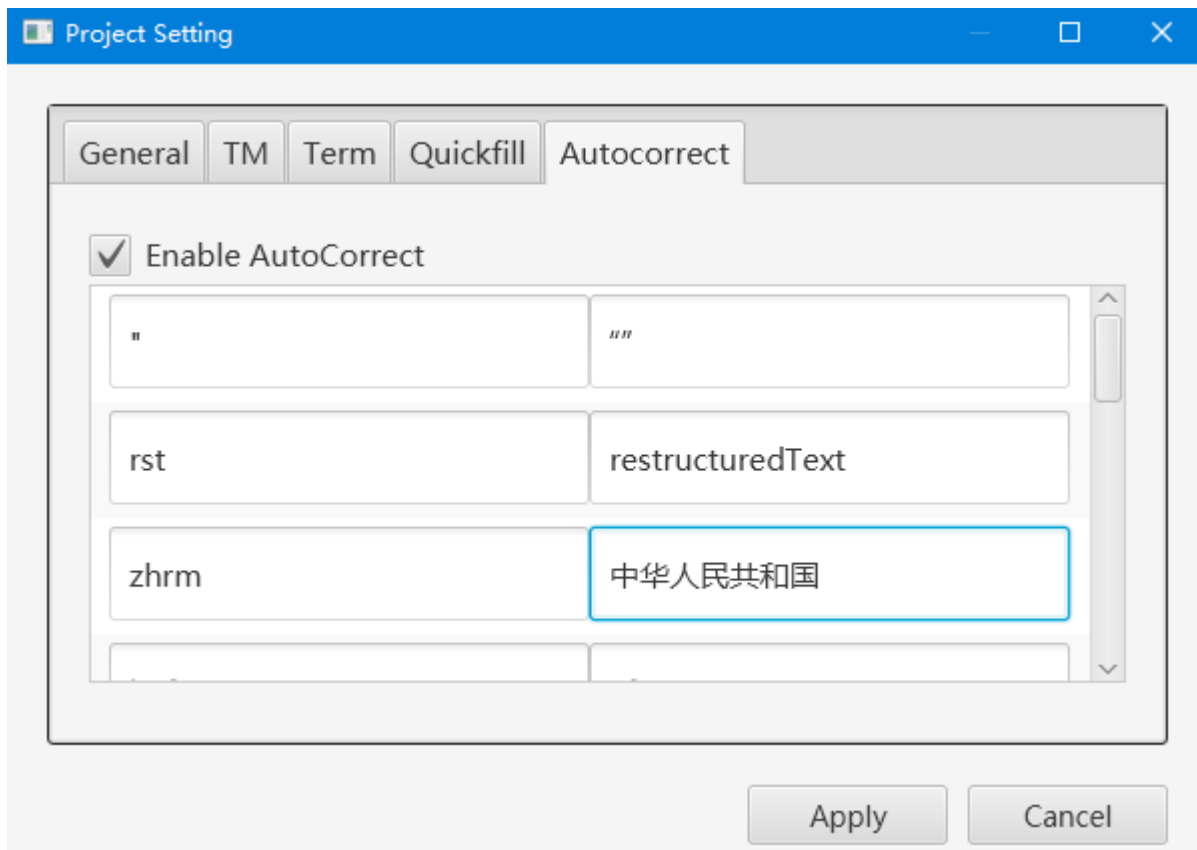 Project Setting
General TM Term Quickfill Autocorrect
Enable AutoCorrect
" “”
rst restructuredText
zhrm 中华人民共和国
Apply Cancel